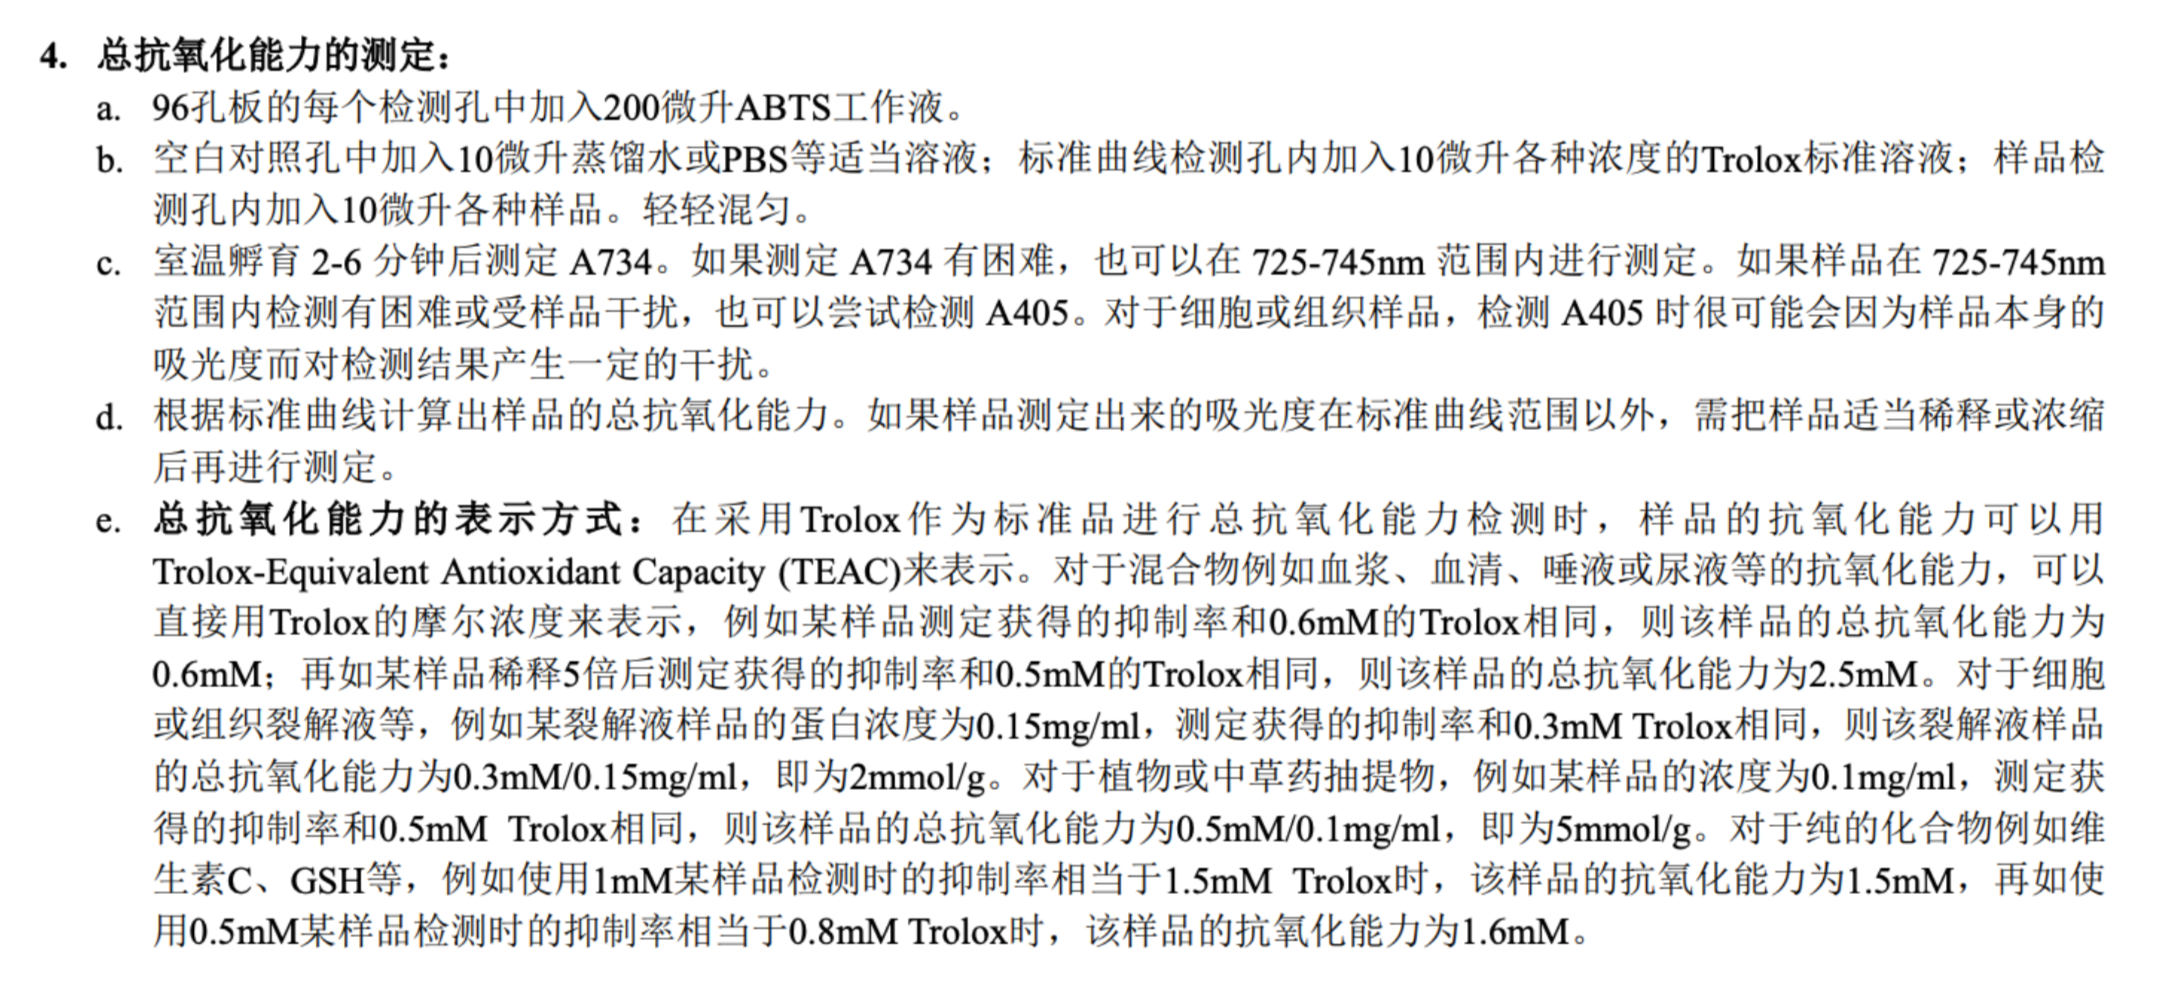 4. 总抗氧化能力的测定：
a. 96孔板的每个检测孔中加入200微升ABTS工作液。
b. 空白对照孔中加入10微升蒸馏水或PBS等适当溶液；标准曲线检测孔内加入10微升各种浓度的Trolox标准溶液；样品检
测孔内加入10微升各种样品。轻轻混匀。
c. 室温孵育 2-6 分钟后测定 A734。如果测定 A734 有困难，也可以在 725-745nm 范围内进行测定。如果样品在 725-745nm
范围内检测有困难或受样品干扰，也可以尝试检测 A405。对于细胞或组织样品，检测 A405 时很可能会因为样品本身的
吸光度而对检测结果产生一定的干扰。
d. 根据标准曲线计算出样品的总抗氧化能力。如果样品测定出来的吸光度在标准曲线范围以外，需把样品适当稀释或浓缩
后再进行测定。
e. 总抗氧化能力的表示方式：在采用Trolox作为标准品进行总抗氧化能力检测时，样品的抗氧化能力可以用
Trolox-Equivalent Antioxidant Capacity (TEAC)来表示。对于混合物例如血浆、血清、唾液或尿液等的抗氧化能力，可以
直接用Trolox的摩尔浓度来表示，例如某样品测定获得的抑制率和0.6mM的Trolox相同，则该样品的总抗氧化能力为
0.6mM；再如某样品稀释5倍后测定获得的抑制率和0.5mM的Trolox相同，则该样品的总抗氧化能力为2.5mM。对于细胞
或组织裂解液等，例如某裂解液样品的蛋白浓度为0.15mg/ml，测定获得的抑制率和0.3mM Trolox相同，则该裂解液样品
的总抗氧化能力为0.3mM/0.15mg/ml，即为2mmol/g。对于植物或中草药抽提物，例如某样品的浓度为0.1mg/ml，测定获
得的抑制率和0.5mM Trolox相同，则该样品的总抗氧化能力为0.5mM/0.1mg/ml，即为5mmol/g。对于纯的化合物例如维
生素C、GSH等，例如使用1mM某样品检测时的抑制率相当于1.5mM Trolox时，该样品的抗氧化能力为1.5mM，再如使
用0.5mM某样品检测时的抑制率相当于0.8mM Trolox时，该样品的抗氧化能力为1.6mM。